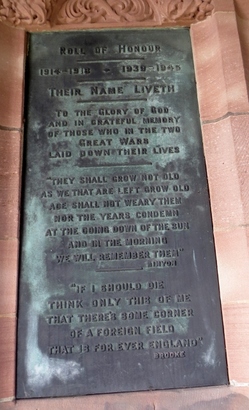 ROLL OF HONOUR
1914-1918 + 1939-1945
THEIR NAME LIVETH
TO THE GLORY OF GOD
AND IN GRATEFUL MEMORY
OF THOSE WHO IN THE TWO
GREAT WARS
LAID DOWN THEIR LIVES
"THEY SHALL GROW NOT OLD
AS WE THAT ARE LEFT GROW OLD
AGE SHALL NOT WEARY THEM
NOR THE YEARS CONDEMN
AT THE GOING DOWN OF THE SUN
AND IN THE MORNING
WE WILL REMEMBER THEM"
BINYON
"IF I SHOULD DIE
THINK ONLY THIS OF ME
THAT THERE'S SOME CORNER
OF A FOREIGN FIELD
THAT IS FOR EVER ENGLAND"
BROOKE